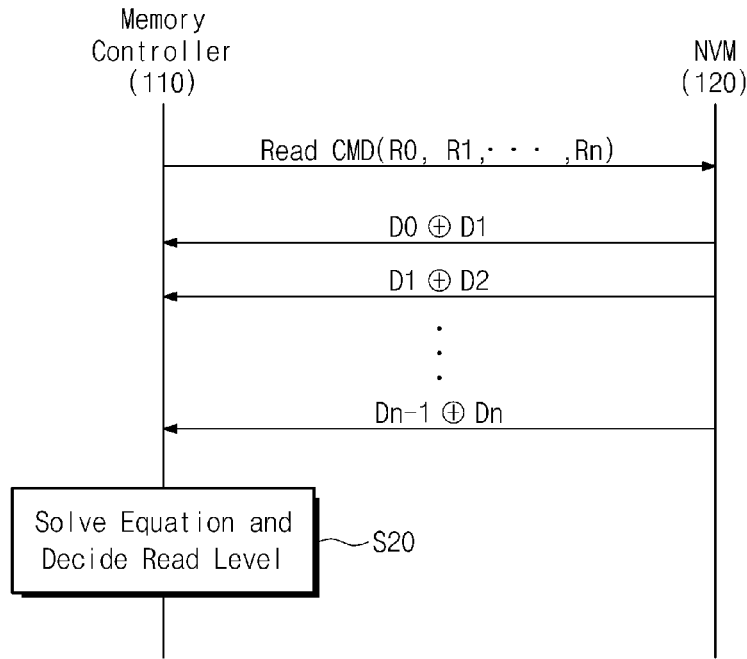 Memory
Controller
(110)
NVM
(120)
Read CMD(R0, R1,· · · ,Rn)
D0 ⊕ D1
D1 ⊕ D2
Dn-1 ⊕ Dn
Solve Equation and
Decide Read Level
S20